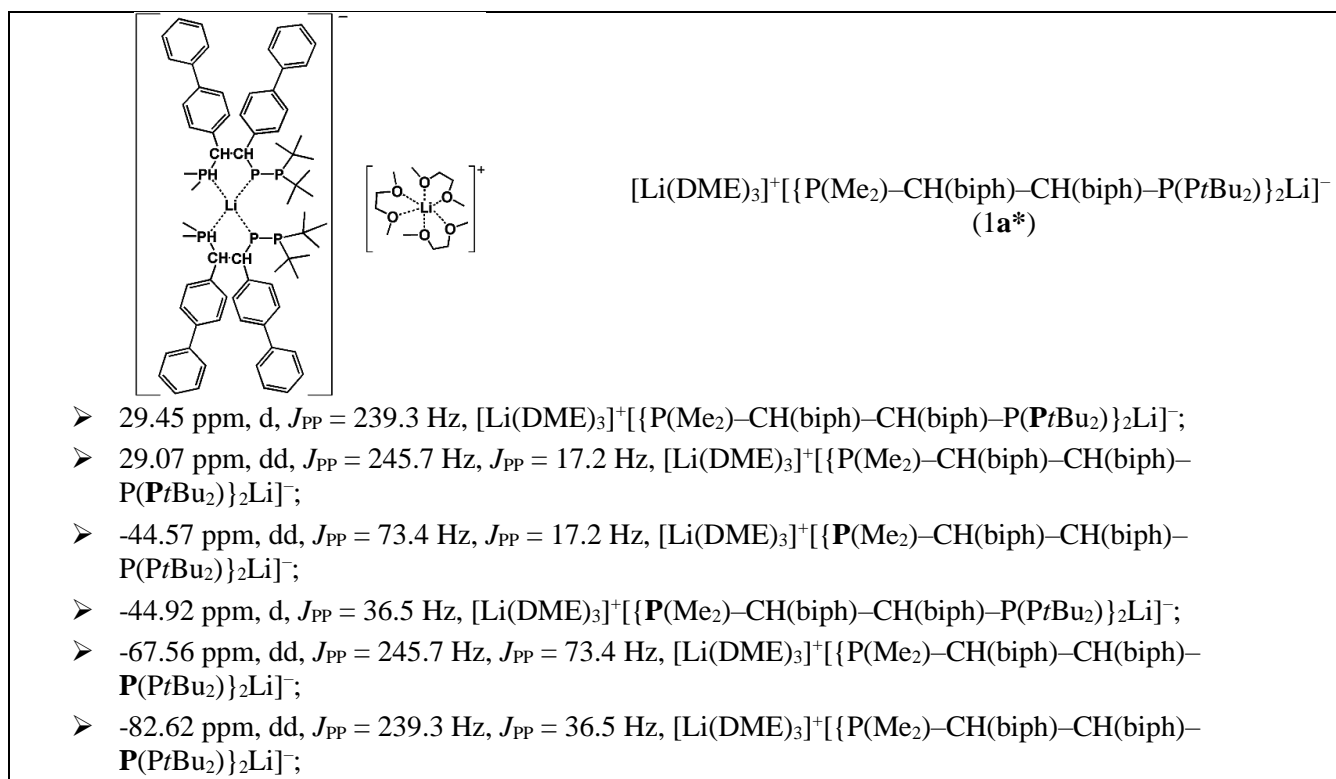 −
CH-CH
PH P–P
Li
PH P–P
CH-CH
+
O O
O Li O
O O
[Li(DME)₃]⁺[{P(Me₂)–CH(biph)–CH(biph)–P(PtBu₂)}₂Li]⁻
(1a*)
➢ 29.45 ppm, d, JPP = 239.3 Hz, [Li(DME)₃]⁺[{P(Me₂)–CH(biph)–CH(biph)–P(PtBu₂)}₂Li]⁻;
➢ 29.07 ppm, dd, JPP = 245.7 Hz, JPP = 17.2 Hz, [Li(DME)₃]⁺[{P(Me₂)–CH(biph)–CH(biph)–
P(PtBu₂)}₂Li]⁻;
➢ -44.57 ppm, dd, JPP = 73.4 Hz, JPP = 17.2 Hz, [Li(DME)₃]⁺[{P(Me₂)–CH(biph)–CH(biph)–
P(PtBu₂)}₂Li]⁻;
➢ -44.92 ppm, d, JPP = 36.5 Hz, [Li(DME)₃]⁺[{P(Me₂)–CH(biph)–CH(biph)–P(PtBu₂)}₂Li]⁻;
➢ -67.56 ppm, dd, JPP = 245.7 Hz, JPP = 73.4 Hz, [Li(DME)₃]⁺[{P(Me₂)–CH(biph)–CH(biph)–
P(PtBu₂)}₂Li]⁻;
➢ -82.62 ppm, dd, JPP = 239.3 Hz, JPP = 36.5 Hz, [Li(DME)₃]⁺[{P(Me₂)–CH(biph)–CH(biph)–
P(PtBu₂)}₂Li]⁻;